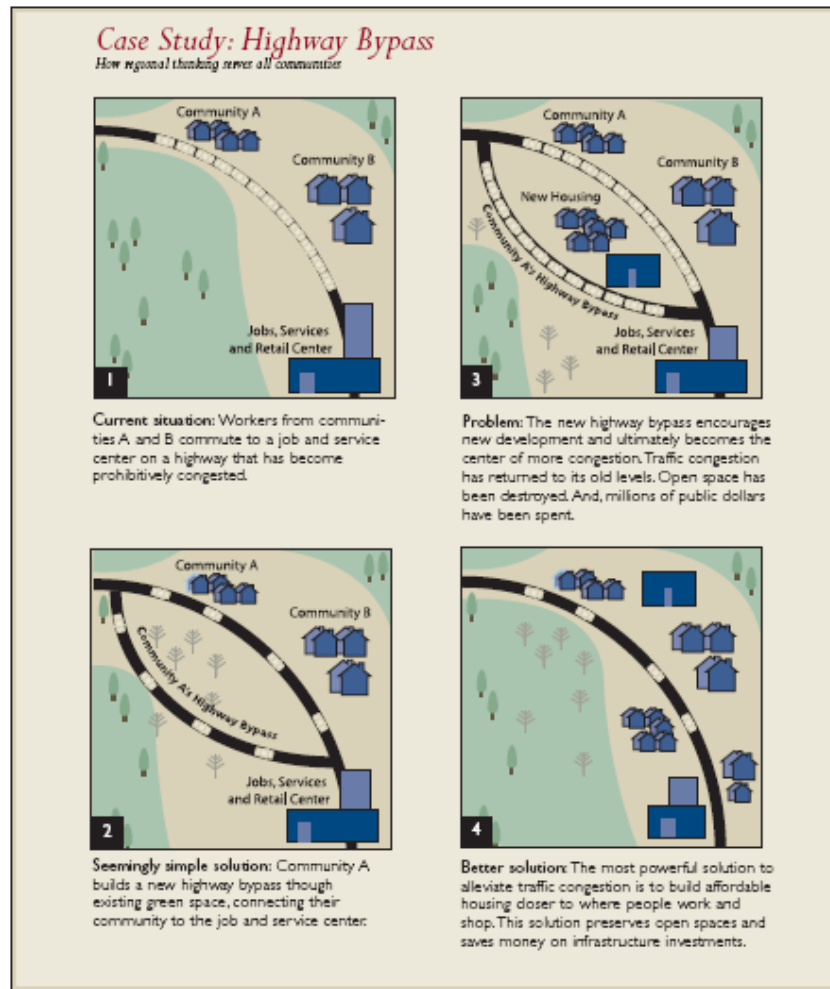 Case Study: Highway Bypass
How regional thinking serves all communities
Community A
Community B
Jobs, Services
and Retail Center
1
Current situation: Workers from communi-
ties A and B commute to a job and service
center on a highway that has become
prohibitively congested.
Community A
Community B
Community A's Highway Bypass
Jobs, Services
and Retail Center
2
Seemingly simple solution: Community A
builds a new highway bypass though
existing green space, connecting their
community to the job and service center.
Community A
Community B
New Housing
Community A's Highway Bypass
Jobs, Services
and Retail Center
3
Problem: The new highway bypass encourages
new development and ultimately becomes the
center of more congestion. Traffic congestion
has returned to its old levels. Open space has
been destroyed. And, millions of public dollars
have been spent.
4
Better solution: The most powerful solution to
alleviate traffic congestion is to build affordable
housing closer to where people work and
shop. This solution preserves open spaces and
saves money on infrastructure investments.